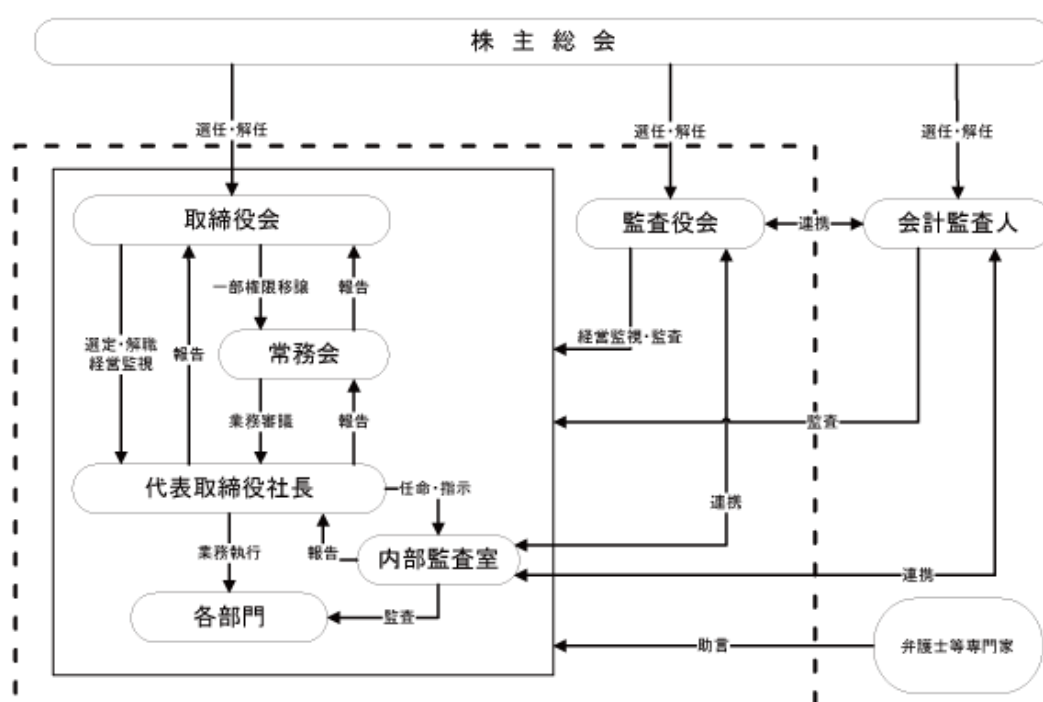 株主総会
選任・解任
選任・解任
選任・解任
取締役会
監査役会
連携
会計監査人
一部権限移譲
報告
選定・解職
経営監視
報告
経営監視・監査
常務会
業務審議
報告
監査
代表取締役社長
任命・指示
連携
業務執行
報告
内部監査室
連携
各部門
監査
助言
弁護士等専門家